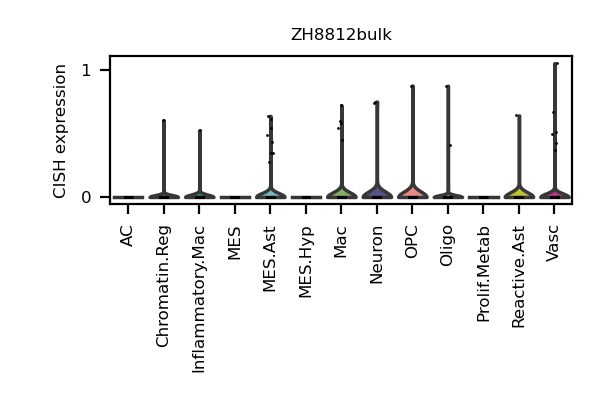 ZH8812bulk
CISH expression
1
0
AC
Chromatin.Reg
Inflammatory.Mac
MES
MES.Ast
MES.Hyp
Mac
Neuron
OPC
Oligo
Prolif.Metab
Reactive.Ast
Vasc